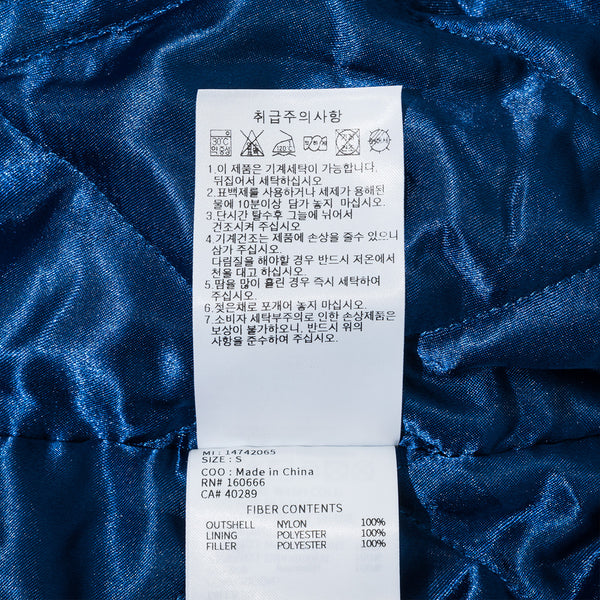 취급주의사항
30℃
약 중성
120℃
1.이 제품은 기계세탁이 가능합니다.
뒤집어서 세탁하십시오.
2.표백제를 사용하거나 세제가 용해된
물에 10분이상 담가 놓지 마십시오.
3.단시간 탈수후 그늘에 뉘어서
건조시켜 주십시오
4.기계건조는 제품에 손상을 줄수 있으니
삼가 주십시오.
다림질을 해야할 경우 반드시 저온에서
천을 대고 하십시오.
5.땀을 많이 흘린 경우 즉시 세탁하여
주십시오.
6.젖은채로 포개어 놓지 마십시오.
7.소비자 세탁부주의로 인한 손상제품은
보상이 불가하오니, 반드시 위의
사항을 준수하여 주십시오.
14742065
SIZE : S
COO : Made in China
RN# 160666
CA# 40289
FIBER CONTENTS
OUTSHELL NYLON 100%
LINING POLYESTER 100%
FILLER POLYESTER 100%